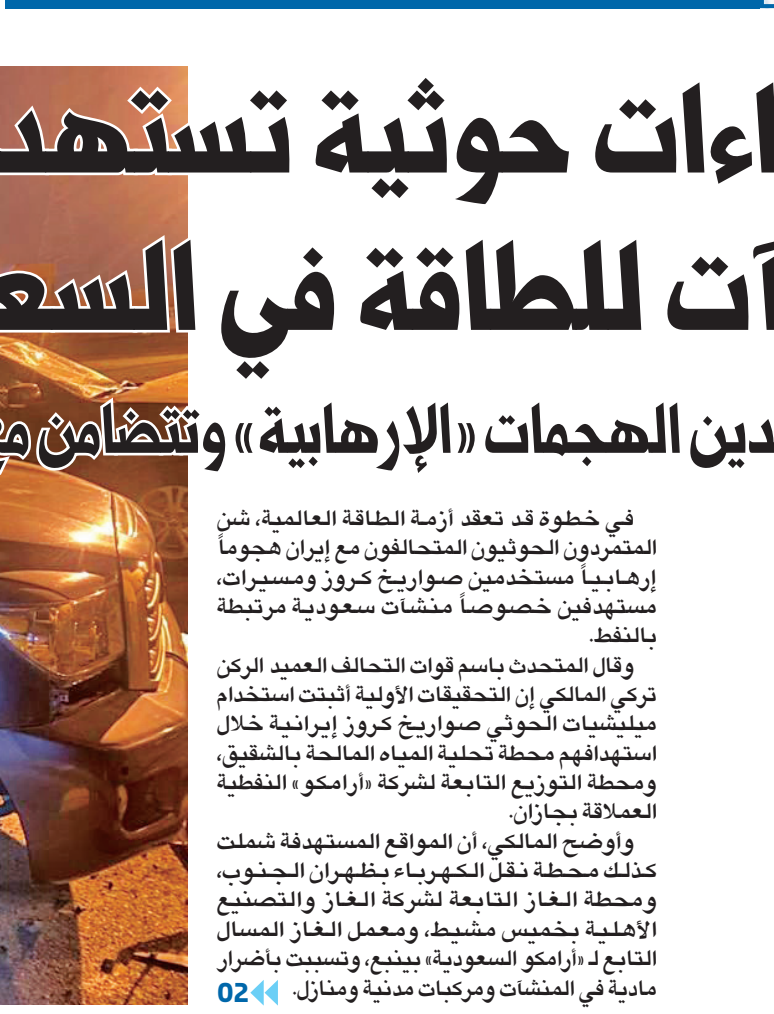 اءات حوثية تستهد
آت للطاقة في السع
دين الهجمات «الإرهابية» وتتضامن مع
في خطوة قد تعقد أزمة الطاقة العالمية، شن
المتمردون الحوثيون المتحالفون مع إيران هجوماً
إرهابياً مستخدمين صواريخ كروز ومسيرات،
مستهدفين خصوصاً منشآت سعودية مرتبطة
بالنفط.
وقال المتحدث باسم قوات التحالف العميد الركن
تركي المالكي إن التحقيقات الأولية أثبتت استخدام
ميليشيات الحوثي صواريخ كروز إيرانية خلال
استهدافهم محطة تحلية المياه المالحة بالشقيق،
ومحطة التوزيع التابعة لشركة «أرامكو» النفطية
العملاقة بجازان.
وأوضح المالكي، أن المواقع المستهدفة شملت
كذلك محطة نقل الكهرباء بظهران الجنوب،
ومحطة الغاز التابعة لشركة الغاز والتصنيع
الأهلية بخميس مشيط، ومعمل الغاز المسال
التابع لـ «أرامكو السعودية» بينبع، وتسببت بأضرار
مادية في المنشآت ومركبات مدنية ومنازل. 02